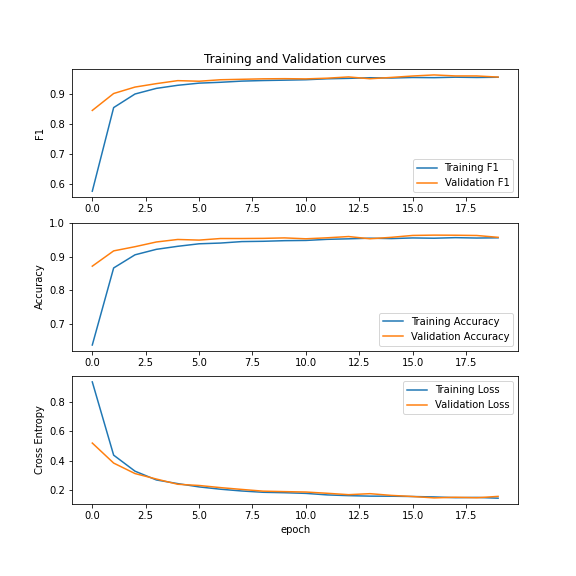 Training and Validation curves
F1
0.9
0.8
0.7
0.6
Training F1
Validation F1
0.0 2.5 5.0 7.5 10.0 12.5 15.0 17.5
Accuracy
1.0
0.9
0.8
0.7
Training Accuracy
Validation Accuracy
0.0 2.5 5.0 7.5 10.0 12.5 15.0 17.5
Cross Entropy
0.8
0.6
0.4
0.2
Training Loss
Validation Loss
0.0 2.5 5.0 7.5 10.0 12.5 15.0 17.5
epoch